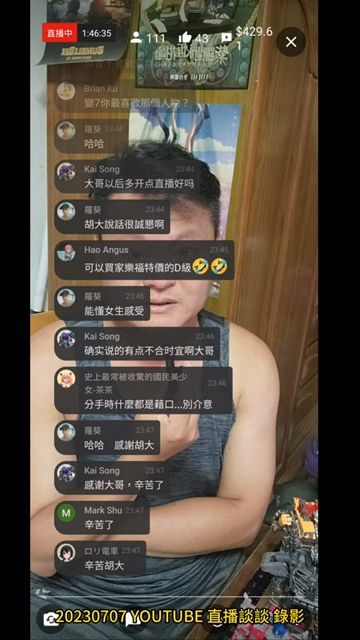 直播中
1:46:35
111
43
$429.6
1
Brian Ku
變7你最喜歡那個人物？
羅葵 23:44
哈哈
Kai Song 23:44
大哥以后多开点直播好吗
羅葵 23:44
胡大說話很誠懇啊
Hao Angus 23:45
可以買家樂福特價的D級🤣🤣
羅葵 23:46
能懂女生感受
Kai Song 23:46
确实说的有点不合时宜啊大哥
史上最常被收驚的國民美少
女-茶茶 23:46
分手時什麼都是藉口...別介意
羅葵 23:47
哈哈 感謝胡大
Kai Song 23:47
感谢大哥，辛苦了
M
Mark Shu 23:47
辛苦了
ロリ電車 23:47
辛苦胡大
20230707 YOUTUBE 直播談談 錄影